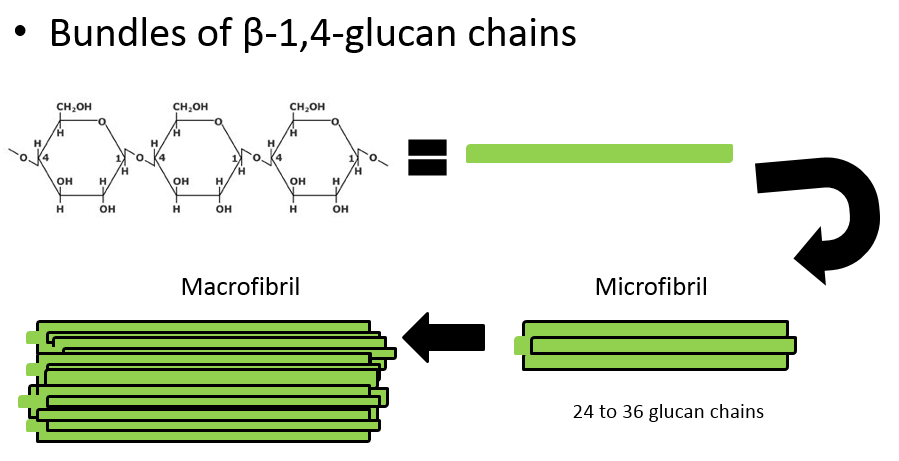 • Bundles of β-1,4-glucan chains
CH₂OH CH₂OH CH₂OH
O O O
H H H
H H H
O 4 1 O 4 1 O 4 1 O
H H H
OH H OH H OH H
H OH H OH H OH
Macrofibril Microfibril
24 to 36 glucan chains